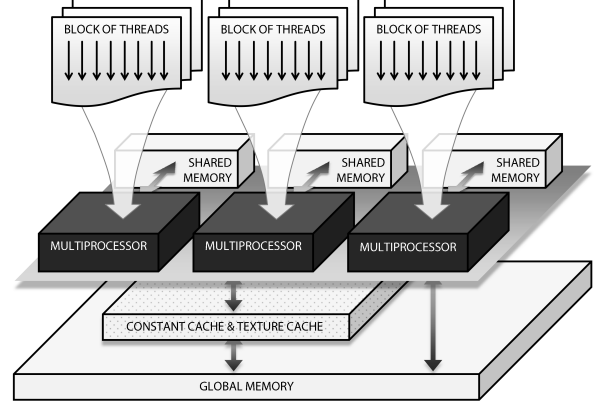 BLOCK OF THREADS
BLOCK OF THREADS
BLOCK OF THREADS
SHARED
MEMORY
SHARED
MEMORY
SHARED
MEMORY
MULTIPROCESSOR
MULTIPROCESSOR
MULTIPROCESSOR
CONSTANT CACHE & TEXTURE CACHE
GLOBAL MEMORY